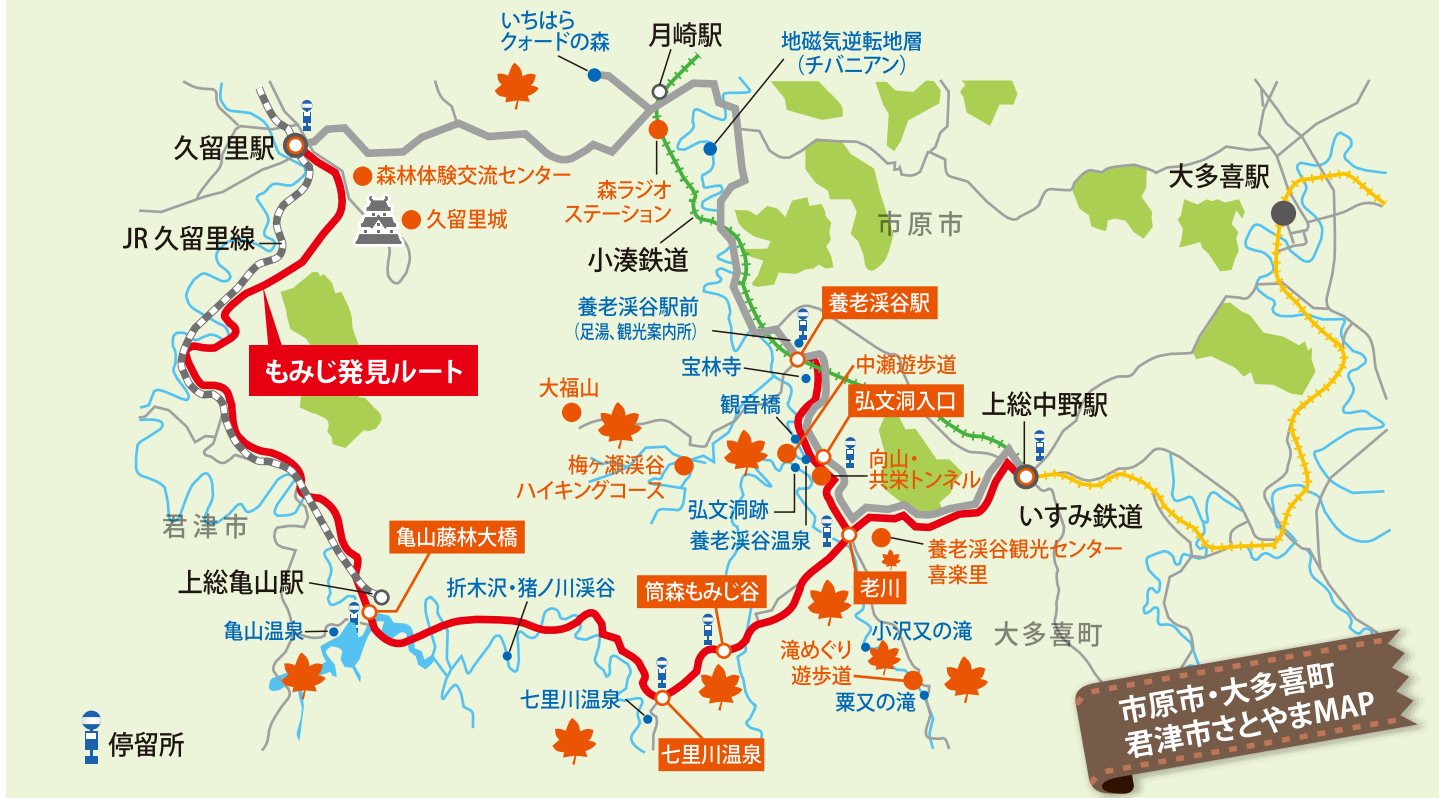 いちはら
クォードの森
月崎駅
地磁気逆転地層
（チバニアン）
久留里駅
森林体験交流センター
久留里城
JR 久留里線
森ラジオ
ステーション
小湊鉄道
市原市
大多喜駅
養老渓谷駅前
（足湯、観光案内所）
養老渓谷駅
もみじ発見ルート
宝林寺
中瀬遊歩道
大福山
観音橋
弘文洞入口
上総中野駅
梅ヶ瀬渓谷
ハイキングコース
向山・
共栄トンネル
弘文洞跡
養老渓谷温泉
いすみ鉄道
君津市
亀山藤林大橋
養老渓谷観光センター
喜楽里
上総亀山駅
折木沢・猪ノ川渓谷
筒森もみじ谷
老川
亀山温泉
小沢又の滝
大多喜町
滝めぐり
遊歩道
粟又の滝
七里川温泉
七里川温泉
停留所
市原市・大多喜町
君津市さとやまMAP